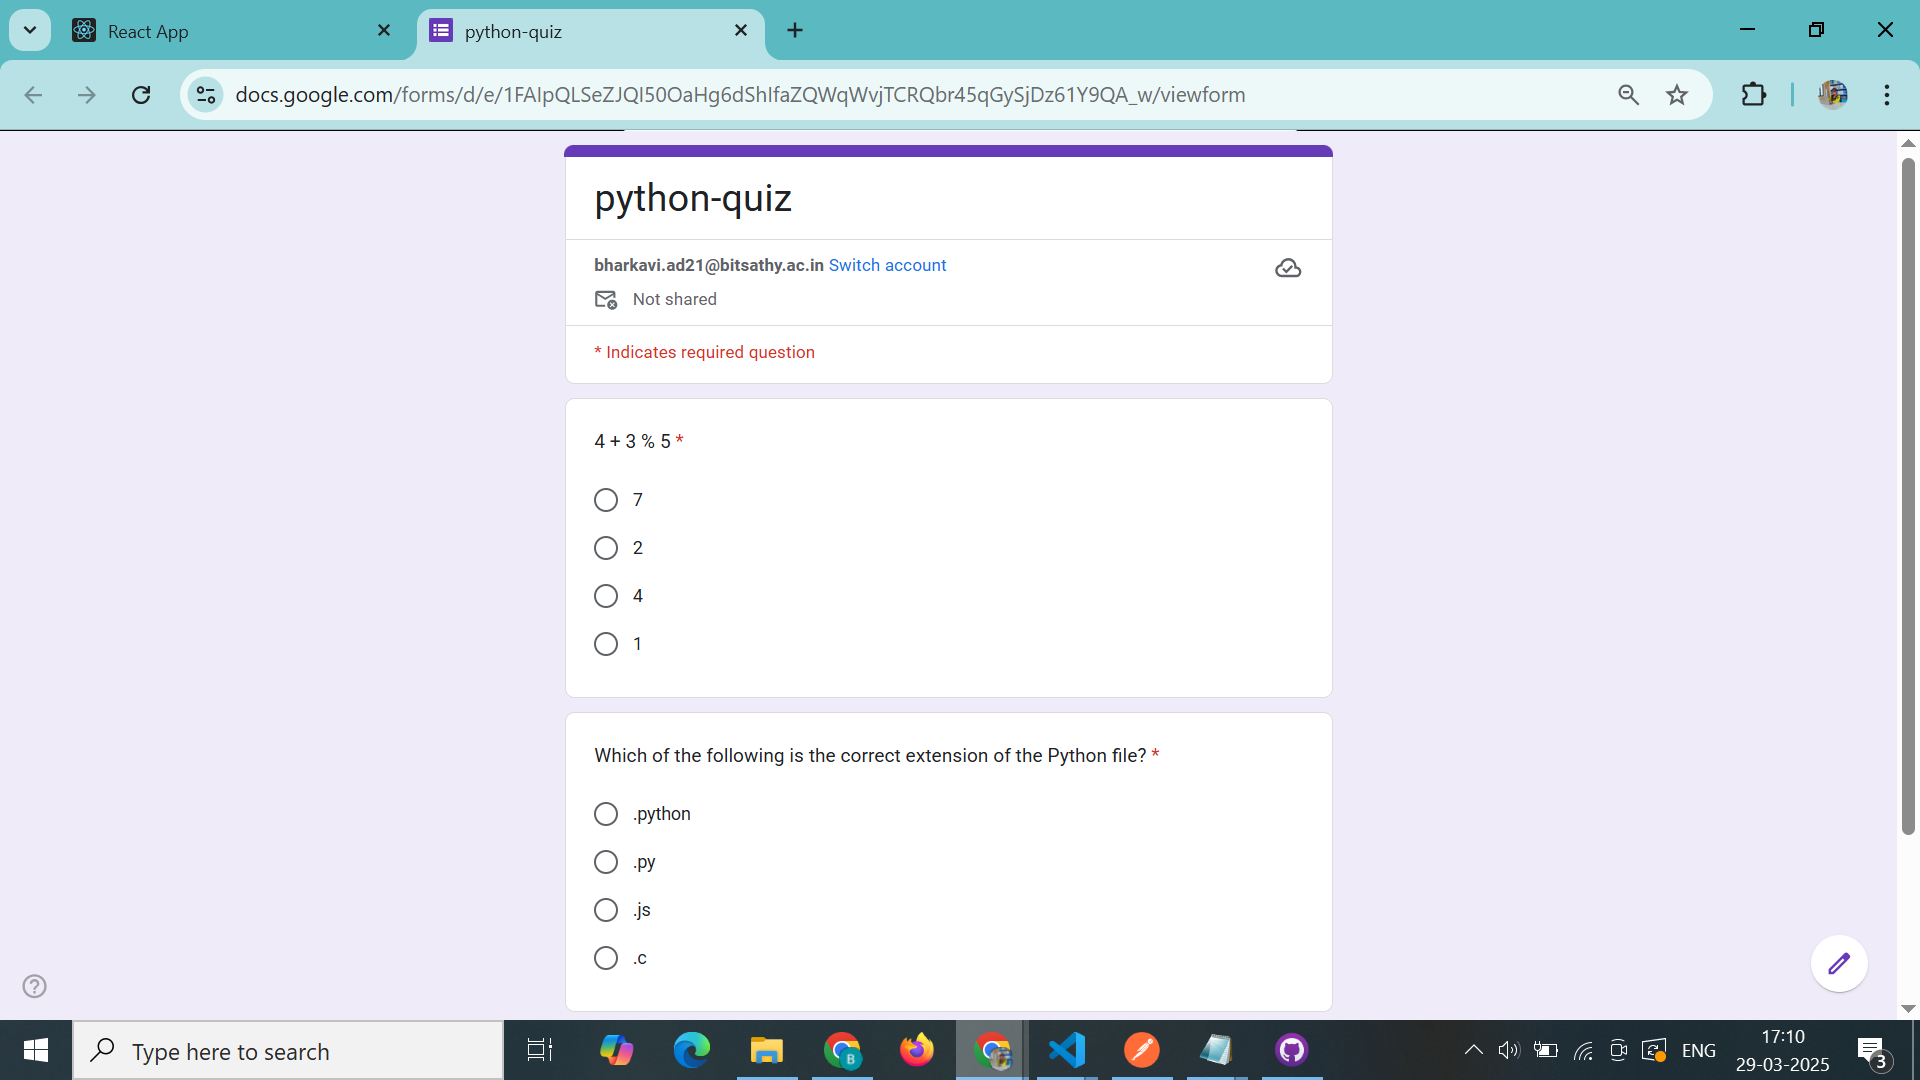 React App
python-quiz
docs.google.com/forms/d/e/1FAIpQLSeZJQI50OaHg6dShIfaZQWqWvjTCRQbr45qGySjDz61Y9QA_w/viewform
python-quiz
bharkavi.ad21@bitsathy.ac.in Switch account
Not shared
* Indicates required question
4 + 3 % 5 *
7
2
4
1
Which of the following is the correct extension of the Python file? *
.python
.py
.js
.c
Type here to search
B
ENG
17:10
29-03-2025
3